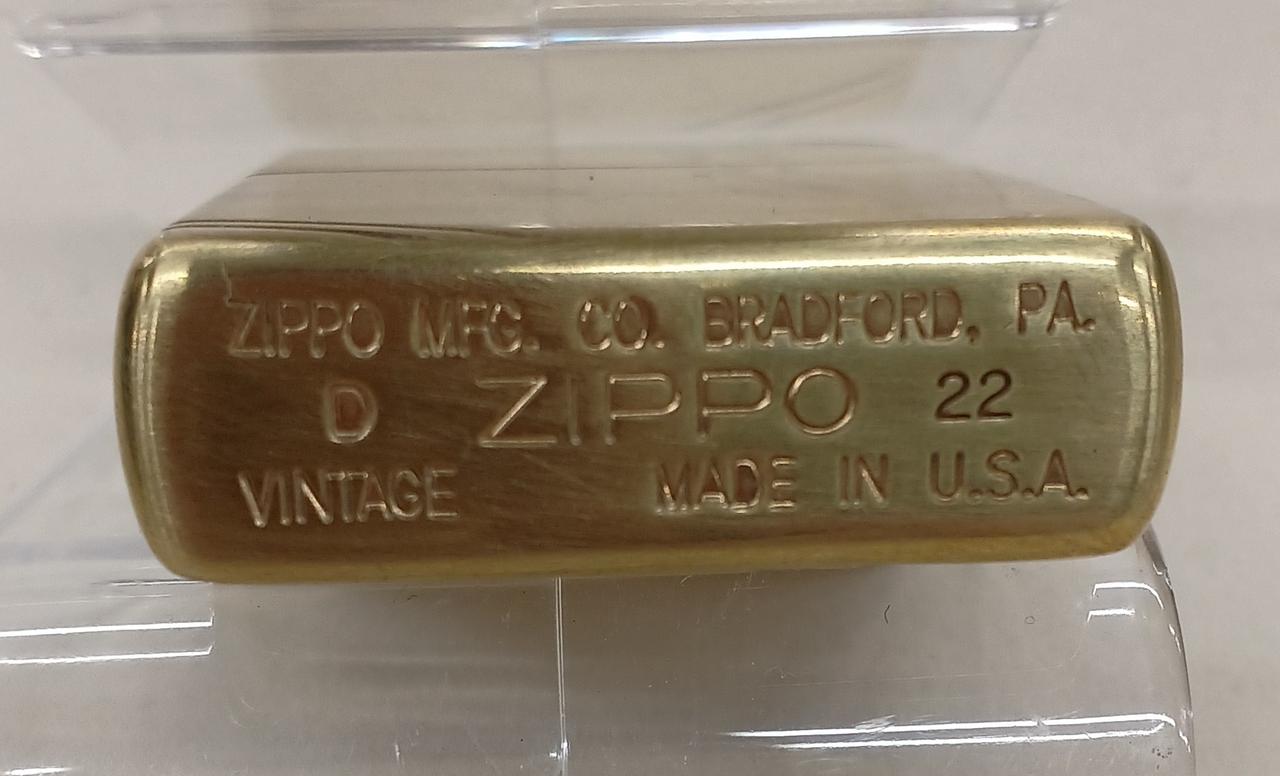 ZIPPO MFG. CO. BRADFORD, PA.
D ZIPPO 22
VINTAGE MADE IN U.S.A.